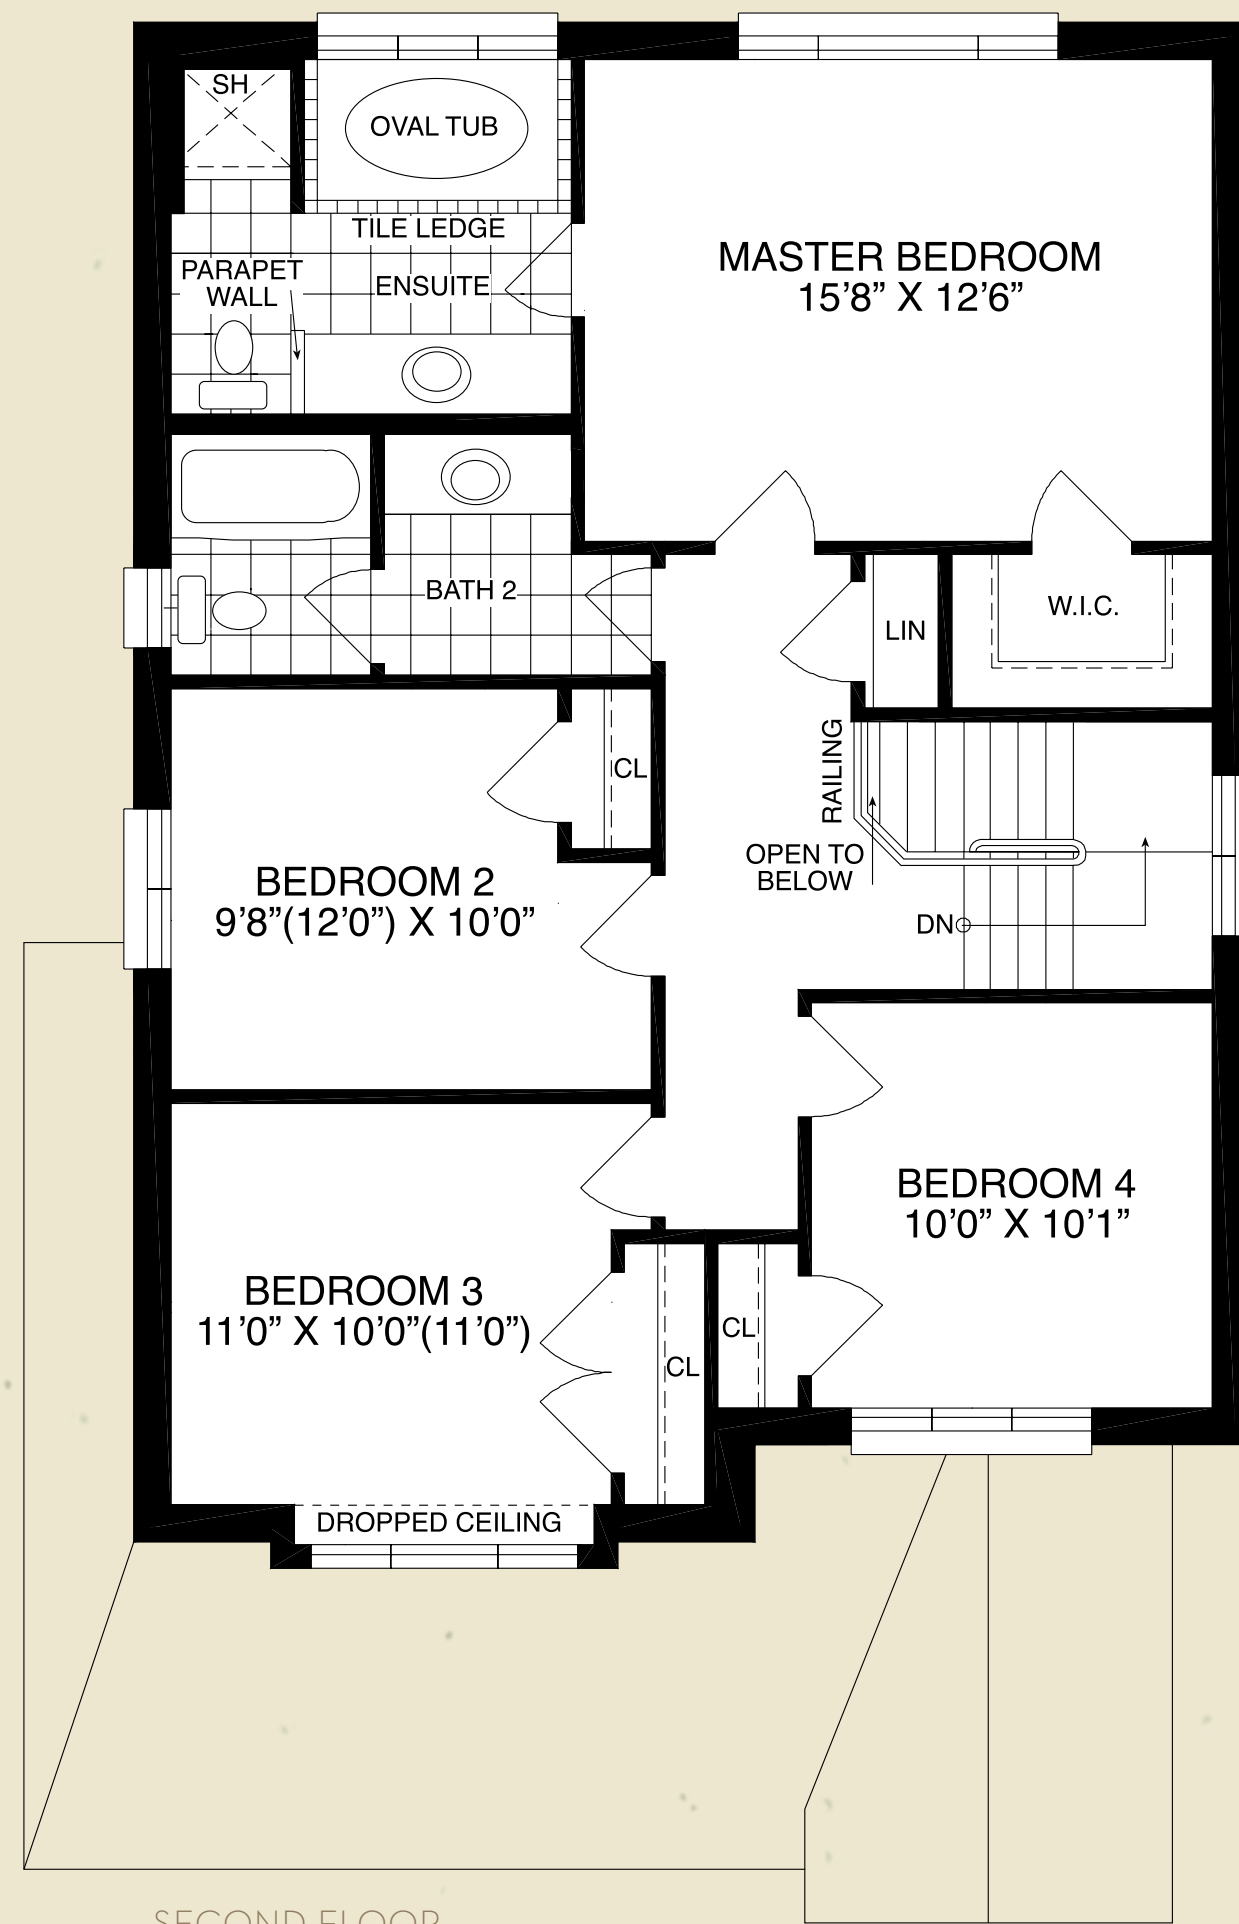 SH
OVAL TUB
TILE LEDGE
PARAPET
WALL
ENSUITE
MASTER BEDROOM
15’8” X 12’6”
BATH 2
LIN
W.I.C.
CL
RAILING
OPEN TO
BELOW
DN
BEDROOM 2
9’8”(12’0”) X 10’0”
BEDROOM 4
10’0” X 10’1”
BEDROOM 3
11’0” X 10’0”(11’0”)
CL
CL
DROPPED CEILING
SECOND FLOOR